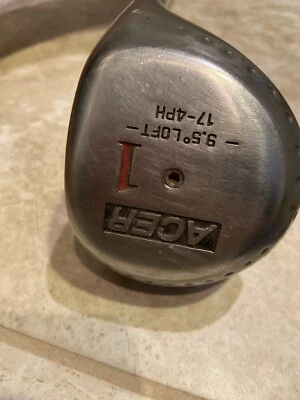 ACER
1
- 9.5° LOFT -
17-4PH